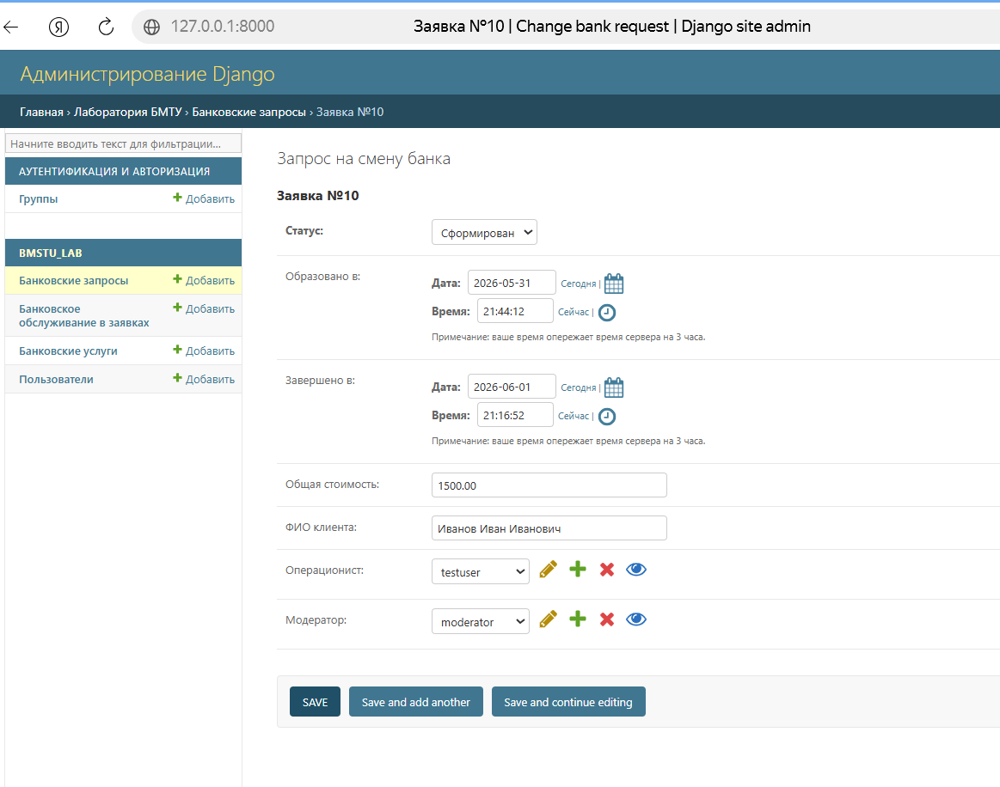 Я 127.0.0.1:8000 Заявка №10 | Change bank request | Django site admin
Администрирование Django
Главная › Лаборатория БМТУ › Банковские запросы › Заявка №10
Начните вводить текст для фильтрации...
АУТЕНТИФИКАЦИЯ И АВТОРИЗАЦИЯ
Группы Добавить
BMSTU_LAB
Банковские запросы Добавить
Банковское
обслуживание в заявках Добавить
Банковские услуги Добавить
Пользователи Добавить
Запрос на смену банка
Заявка №10
Статус: Сформирован
Образовано в:
Дата: 2026-05-31 Сегодня |
Время: 21:44:12 Сейчас |
Примечание: ваше время опережает время сервера на 3 часа.
Завершено в:
Дата: 2026-06-01 Сегодня |
Время: 21:16:52 Сейчас |
Примечание: ваше время опережает время сервера на 3 часа.
Общая стоимость: 1500.00
ФИО клиента: Иванов Иван Иванович
Операционист: testuser
Модератор: moderator
SAVE Save and add another Save and continue editing